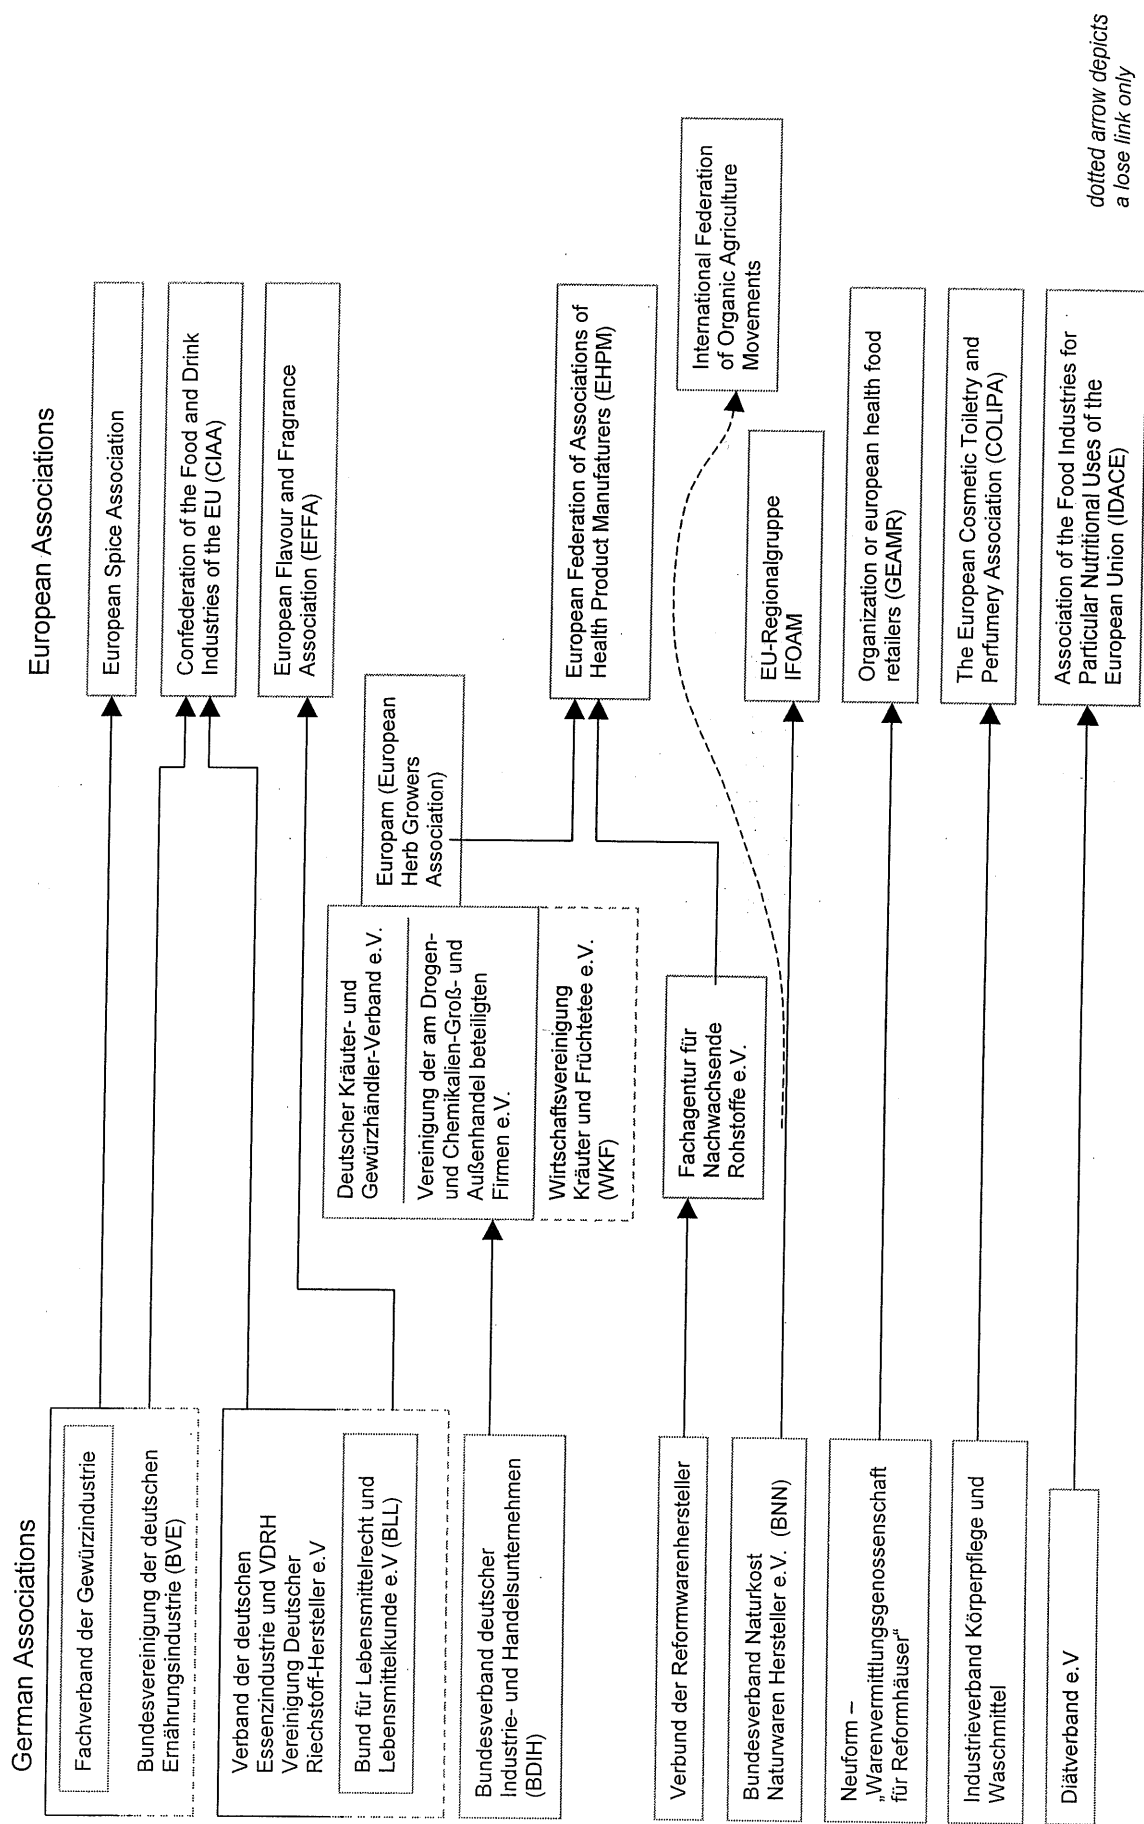 German Associations
European Associations
Fachverband der Gewürzindustrie
Bundesvereinigung der deutschen
Ernährungsindustrie (BVE)
Verband der deutschen
Essenzindustrie und VDRH
Vereinigung Deutscher
Riechstoff-Hersteller e.V
Bund für Lebensmittelrecht und
Lebensmittelkunde e.V (BLL)
Bundesverband deutscher
Industrie- und Handelsunternehmen
(BDIH)
Verbund der Reformwarenhersteller
Bundesverband Naturkost
Naturwaren Hersteller e.V. (BNN)
Neuform –
„Warenvermittlungsgenossenschaft
für Reformhäuser“
Industrieverband Körperpflege und
Waschmittel
Diätverband e.V
Deutscher Kräuter- und
Gewürzhändler-Verband e.V.
Vereinigung der am Drogen-
und Chemikalien-Groß- und
Außenhandel beteiligten
Firmen e.V.
Wirtschaftsvereinigung
Kräuter und Früchtetee e.V.
(WKF)
Fachagentur für
Nachwachsende
Rohstoffe e.V.
Europam (European
Herb Growers
Association)
European Spice Association
Confederation of the Food and Drink
Industries of the EU (CIAA)
European Flavour and Fragrance
Association (EFFA)
European Federation of Associations of
Health Product Manufaturers (EHPM)
International Federation
of Organic Agriculture
Movements
EU-Regionalgruppe
IFOAM
Organization or european health food
retailers (GEAMR)
The European Cosmetic Toiletry and
Perfumery Association (COLIPA)
Association of the Food Industries for
Particular Nutritional Uses of the
European Union (IDACE)
dotted arrow depicts
a lose link only